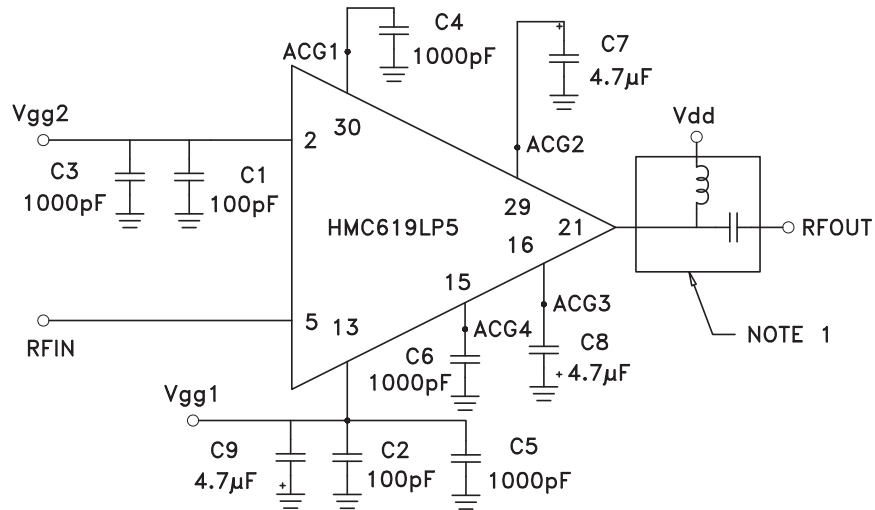 C4
1000pF
C7
4.7µF
ACG1
Vgg2
30
2
ACG2
Vdd
C3
1000pF
C1
100pF
29
21
HMC619LP5
16
RFOUT
15
ACG3
5
13
ACG4
NOTE 1
RFIN
C6
1000pF
C8
+4.7µF
Vgg1
C9
4.7µF
+
C2
100pF
C5
1000pF
+